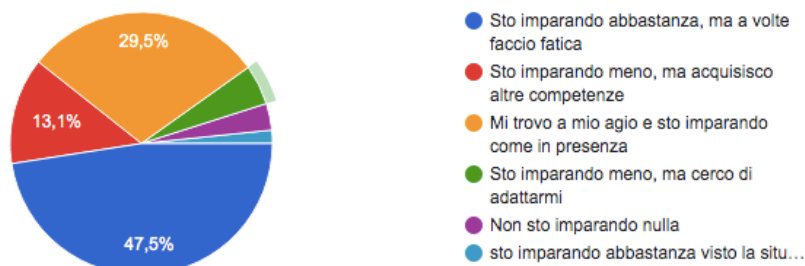 29,5%
13,1%
47,5%
Sto imparando abbastanza, ma a volte
faccio fatica
Sto imparando meno, ma acquisisco
altre competenze
Mi trovo a mio agio e sto imparando
come in presenza
Sto imparando meno, ma cerco di
adattarmi
Non sto imparando nulla
sto imparando abbastanza visto la situ…